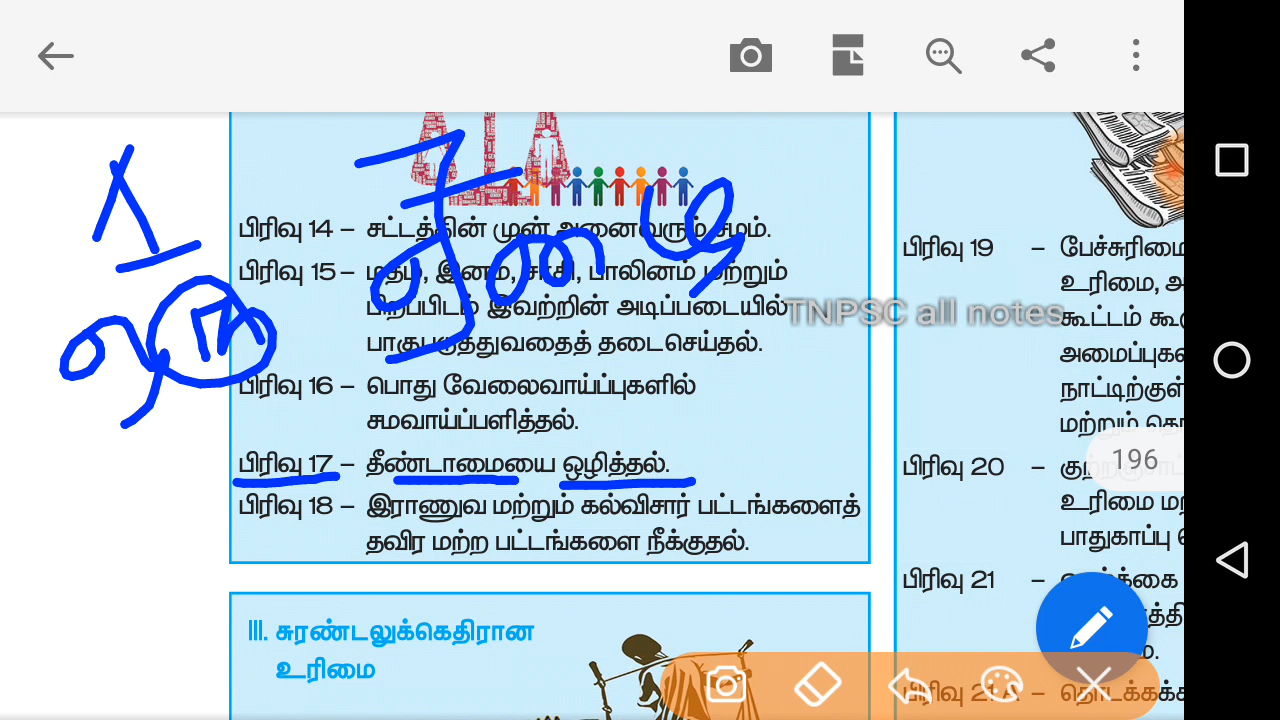 பிரிவு 14 – சட்டத்தின் முன் அனைவரும் சமம்.
பிரிவு 15 – மதம், இனம், சாதி, பாலினம் மற்றும்
பிறப்பிடம் இவற்றின் அடிப்படையில்
பாகுபடுத்துவதைத் தடைசெய்தல்.
பிரிவு 16 – பொது வேலைவாய்ப்புகளில்
சமவாய்ப்பளித்தல்.
பிரிவு 17 – தீண்டாமையை ஒழித்தல்.
பிரிவு 18 – இராணுவ மற்றும் கல்விசார் பட்டங்களைத்
தவிர மற்ற பட்டங்களை நீக்குதல்.
III. சுரண்டலுக்கெதிரான
உரிமை
TNPSC all notes
பிரிவு 19 – பேச்சுரிமை
உரிமை,
கூட்டம்
நாட்டிற்குள்
மற்றும்
196
பிரிவு 20 –
உரிமை
பாதுகாப்பு
பிரிவு 21 –
பிரிவு 21 A –